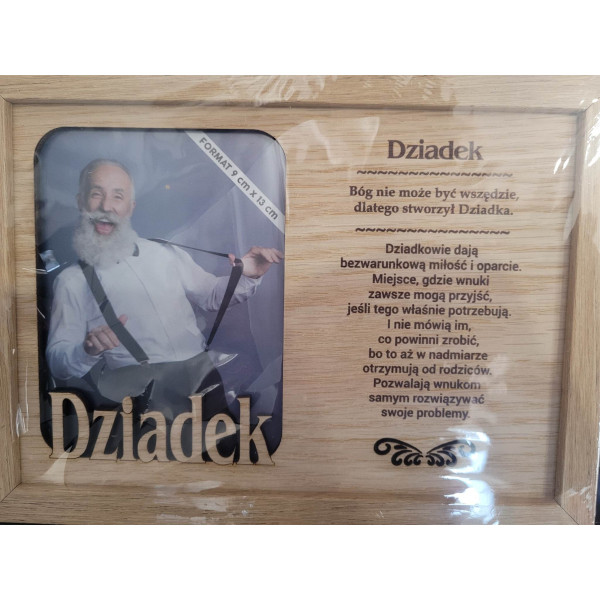 FORMAT 9 cm x 13 cm
Dziadek
Dziadek
Bóg nie może być wszędzie,
dlatego stworzył Dziadka.
Dziadkowie dają
bezwarunkową miłość i oparcie.
Miejsce, gdzie wnuki
zawsze mogą przyjść,
jeśli tego właśnie potrzebują.
I nie mówią im,
co powinni zrobić,
bo to aż w nadmiarze
otrzymują od rodziców.
Pozwalają wnukom
samym rozwiązywać
swoje problemy.